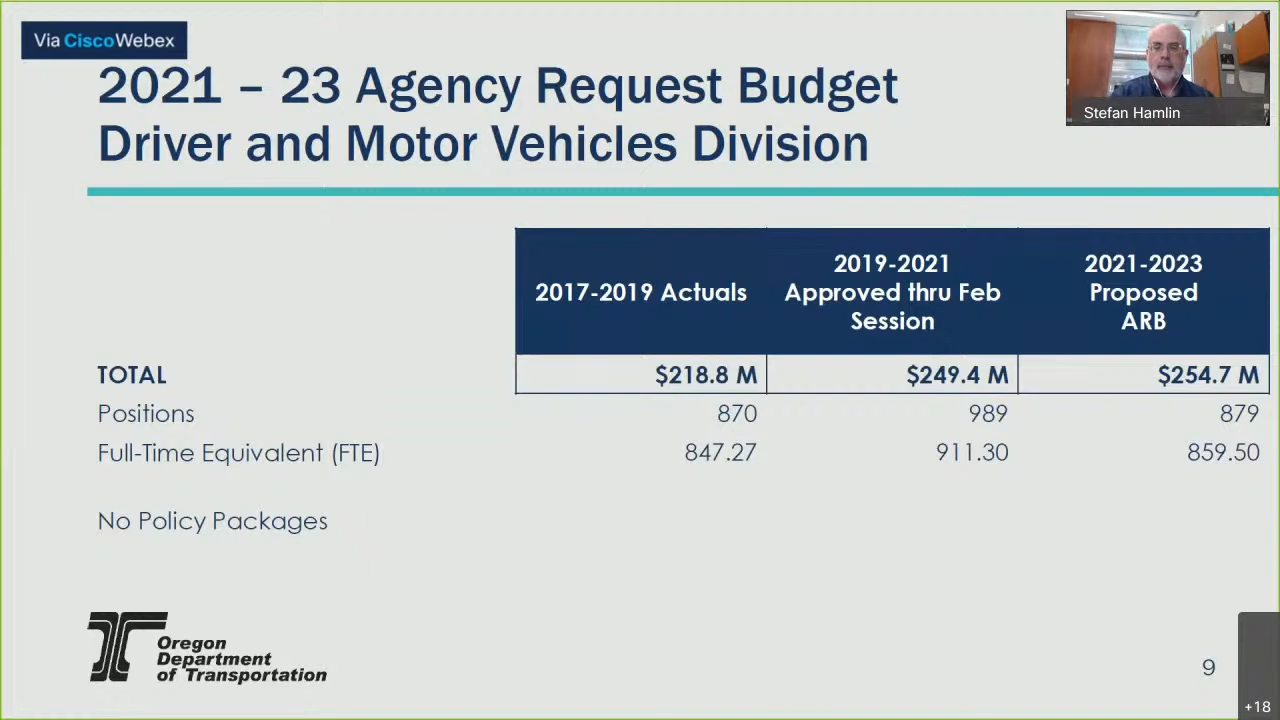 Via CiscoWebex
2021 – 23 Agency Request Budget
Driver and Motor Vehicles Division
Stefan Hamlin
2017-2019 Actuals
2019-2021
Approved thru Feb
Session
2021-2023
Proposed
ARB
TOTAL $218.8 M $249.4 M $254.7 M
Positions 870 989 879
Full-Time Equivalent (FTE) 847.27 911.30 859.50
No Policy Packages
Oregon
Department
of Transportation
9
+18